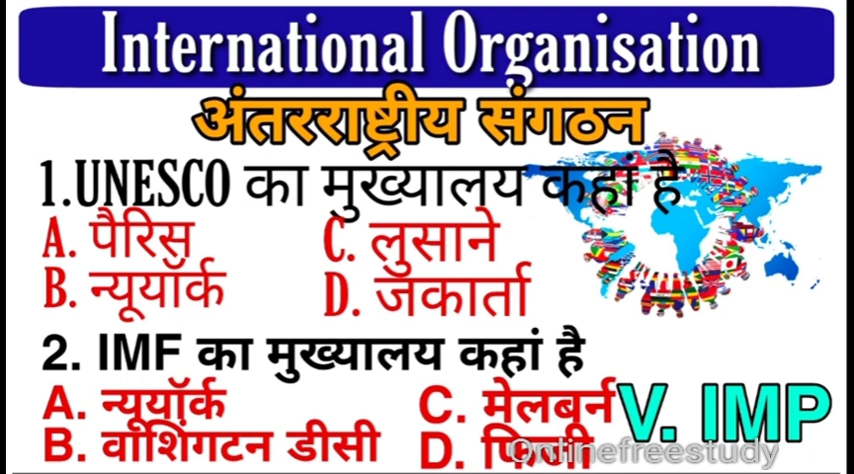 International Organisation
अंतरराष्ट्रीय संगठन
1.UNESCO का मुख्यालय कहां है
A. पैरिस C. लुसाने
B. न्यूयॉर्क D. जकार्ता
2. IMF का मुख्यालय कहां है
A. न्यूयॉर्क C. मेलबर्न V. IMP
B. वॉशिंगटन डीसी D. फिजी
Onlinefreestudy